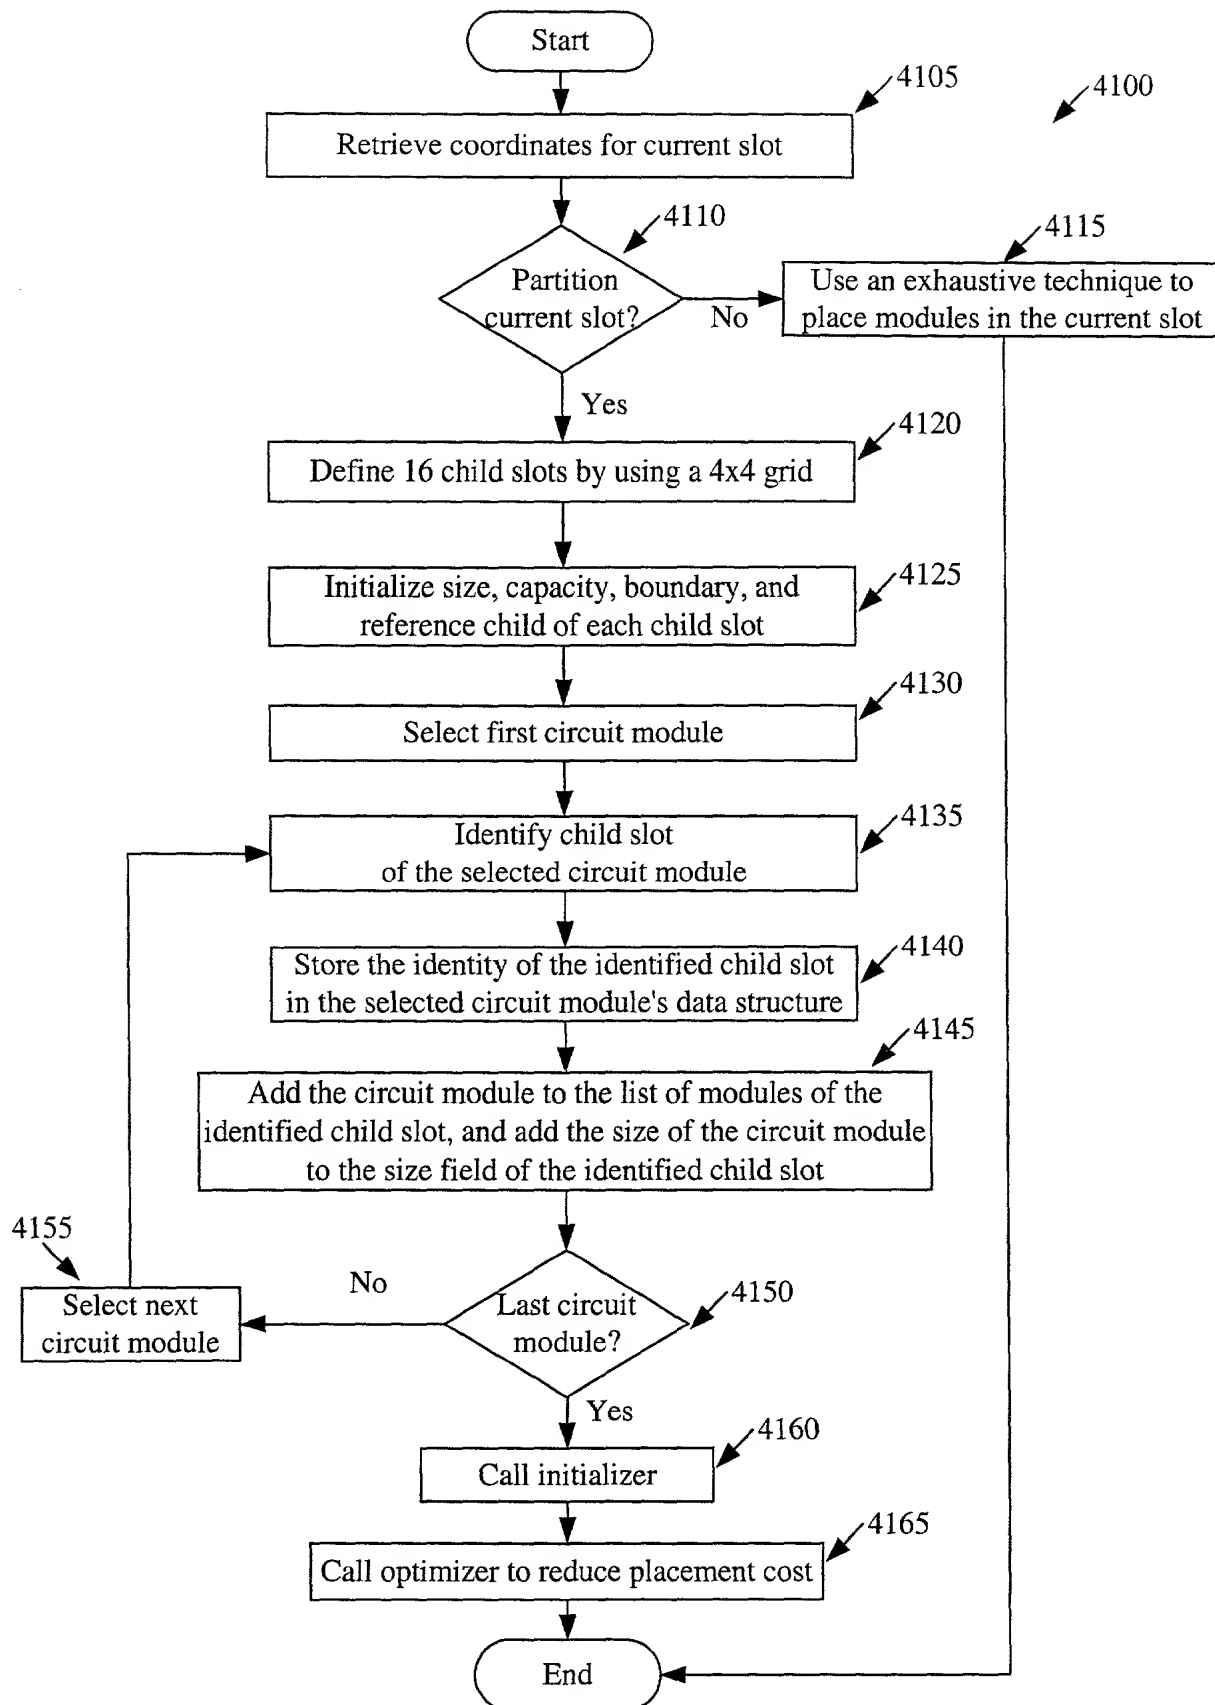 Start
4105
4100
Retrieve coordinates for current slot
4110
4115
Partition
current slot?
No
Use an exhaustive technique to
place modules in the current slot
Yes
4120
Define 16 child slots by using a 4x4 grid
4125
Initialize size, capacity, boundary, and
reference child of each child slot
4130
Select first circuit module
4135
Identify child slot
of the selected circuit module
4140
Store the identity of the identified child slot
in the selected circuit module's data structure
4145
Add the circuit module to the list of modules of the
identified child slot, and add the size of the circuit module
to the size field of the identified child slot
4155
No
4150
Select next
circuit module
Last circuit
module?
Yes
4160
Call initializer
4165
Call optimizer to reduce placement cost
End